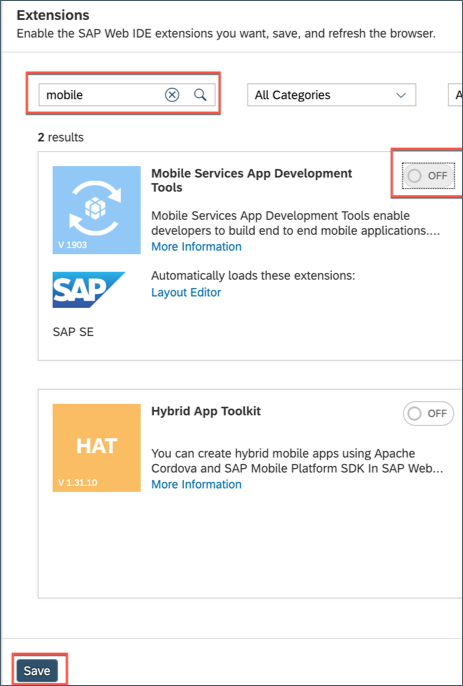 Extensions
Enable the SAP Web IDE extensions you want, save, and refresh the browser.
mobile
All Categories
A
2 results
Mobile Services App Development
Tools
OFF
Mobile Services App Development Tools enable
developers to build end to end mobile applications....
More Information
V 1903
Automatically loads these extensions:
Layout Editor
SAP
SAP SE
Hybrid App Toolkit
OFF
HAT
You can create hybrid mobile apps using Apache
Cordova and SAP Mobile Platform SDK In SAP Web...
More Information
V 1.31.10
Save